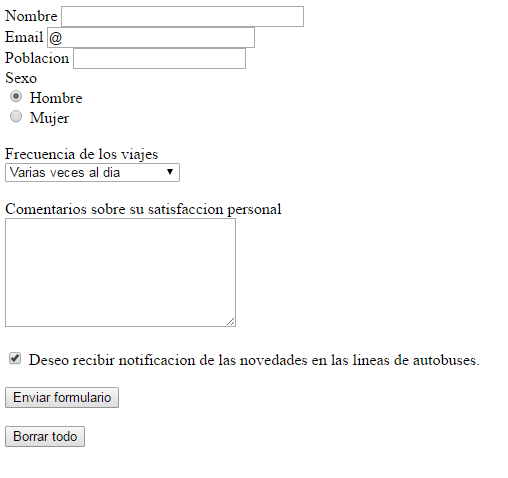 Nombre
Email @
Poblacion
Sexo
Hombre
Mujer
Frecuencia de los viajes
Varias veces al dia
Comentarios sobre su satisfaccion personal
Deseo recibir notificacion de las novedades en las lineas de autobuses.
Enviar formulario
Borrar todo